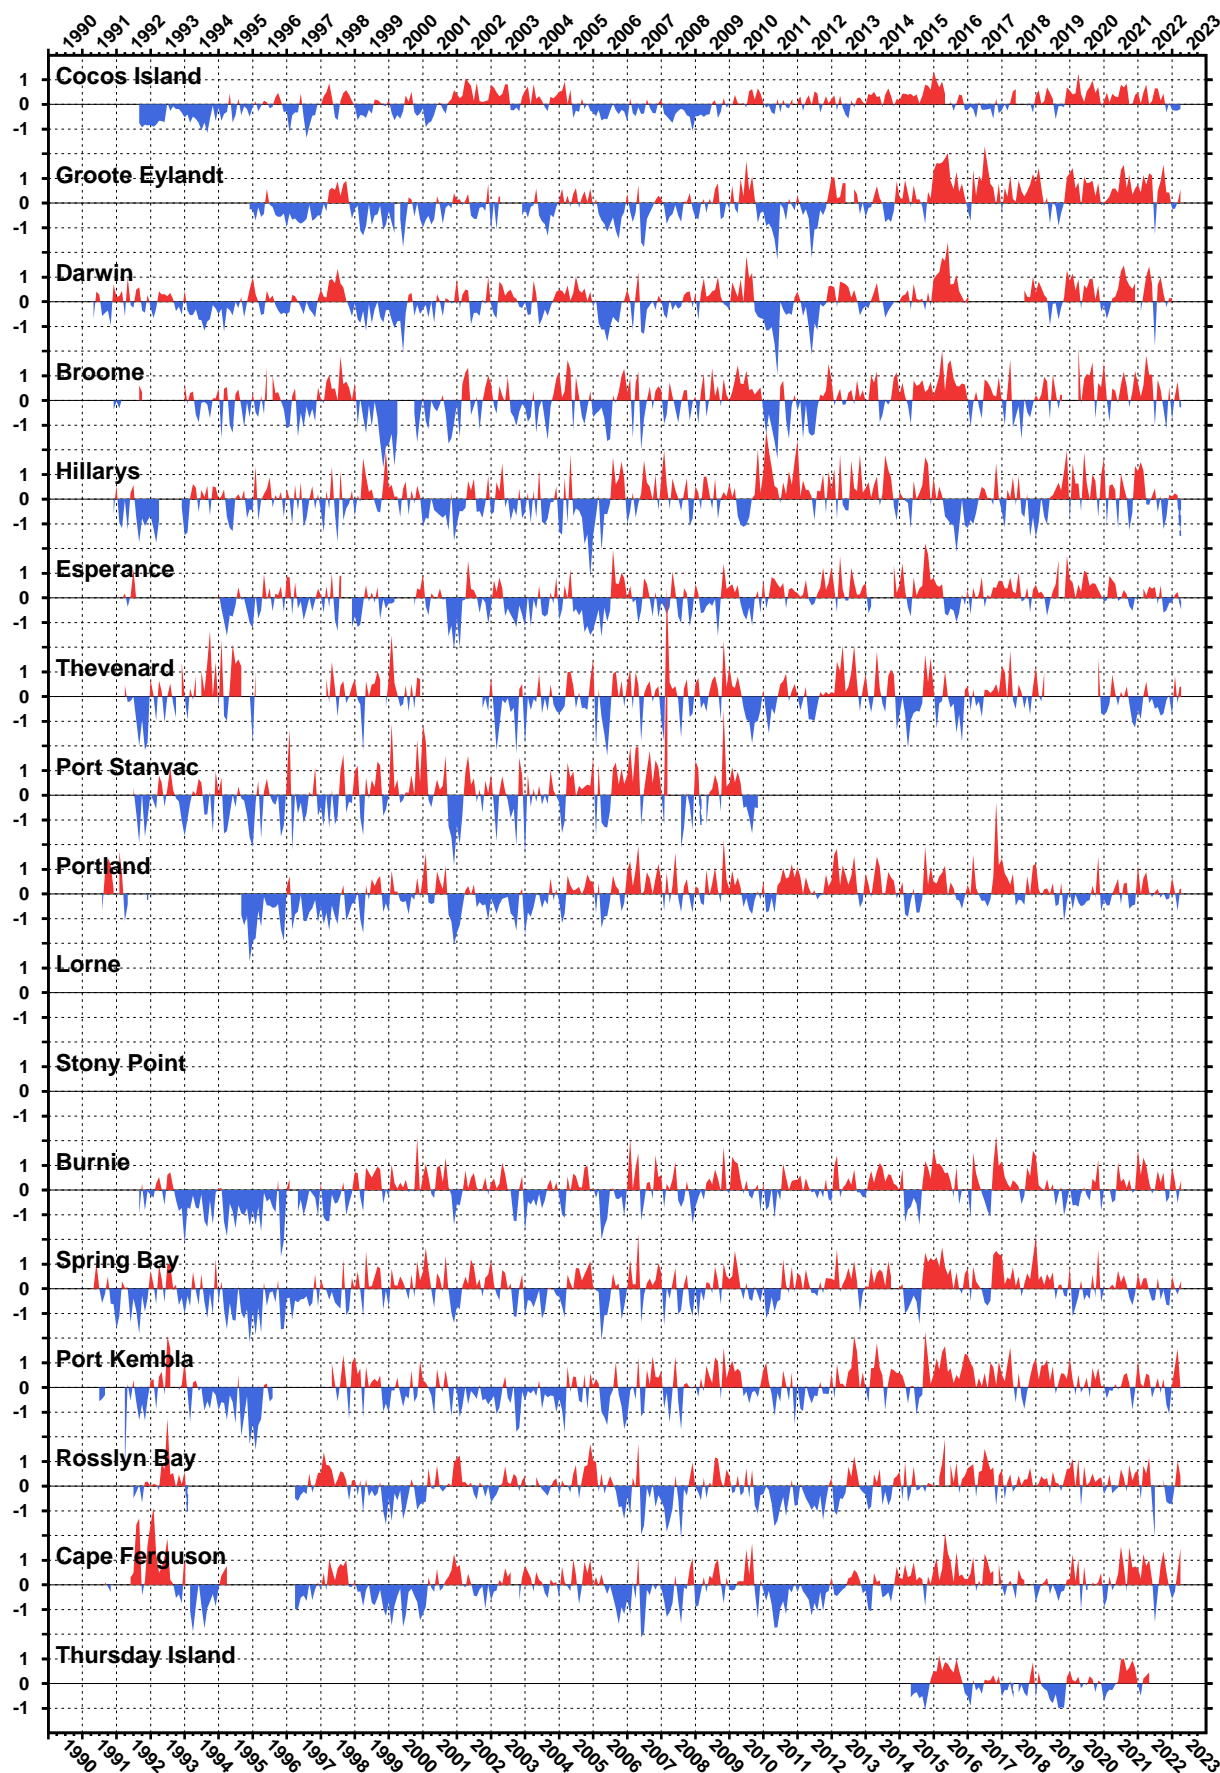 1990 1991 1992 1993 1994 1995 1996 1997 1998 1999 2000 2001 2002 2003 2004 2005 2006 2007 2008 2009 2010 2011 2012 2013 2014 2015 2016 2017 2018 2019 2020 2021 2022 2023
1 Cocos Island
0
-1
1 Groote Eylandt
0
-1
1 Darwin
0
-1
1 Broome
0
-1
1 Hillarys
0
-1
1 Esperance
0
-1
1 Thevenard
0
-1
1 Port Stanvac
0
-1
1 Portland
0
-1
1 Lorne
0
-1
1 Stony Point
0
-1
1 Burnie
0
-1
1 Spring Bay
0
-1
1 Port Kembla
0
-1
1 Rosslyn Bay
0
-1
1 Cape Ferguson
0
-1
1 Thursday Island
0
-1
1990 1991 1992 1993 1994 1995 1996 1997 1998 1999 2000 2001 2002 2003 2004 2005 2006 2007 2008 2009 2010 2011 2012 2013 2014 2015 2016 2017 2018 2019 2020 2021 2022 2023